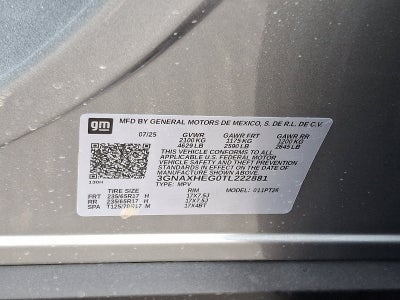 gm MFD BY GENERAL MOTORS DE MEXICO, S. DE R.L. DE C.V.
07/25 GVWR GAWR FRT GAWR RR
2100 KG 1175 KG 1200 KG
4629 LB 2590 LB 2645 LB
THIS VEHICLE CONFORMS TO ALL
APPLICABLE U.S. FEDERAL MOTOR
VEHICLE SAFETY AND THEFT PREVENTION
STANDARDS IN EFFECT ON THE DATE OF
MANUFACTURE SHOWN ABOVE.
3GNAXHEG0TL222881
TYPE: MPV MODEL: 011PT26
TIRE SIZE RIM
FRT 235/65R17 H 17X7.5J
RR 235/65R17 H 17X7.5J
SPA T125/70R17 M 17X4BT